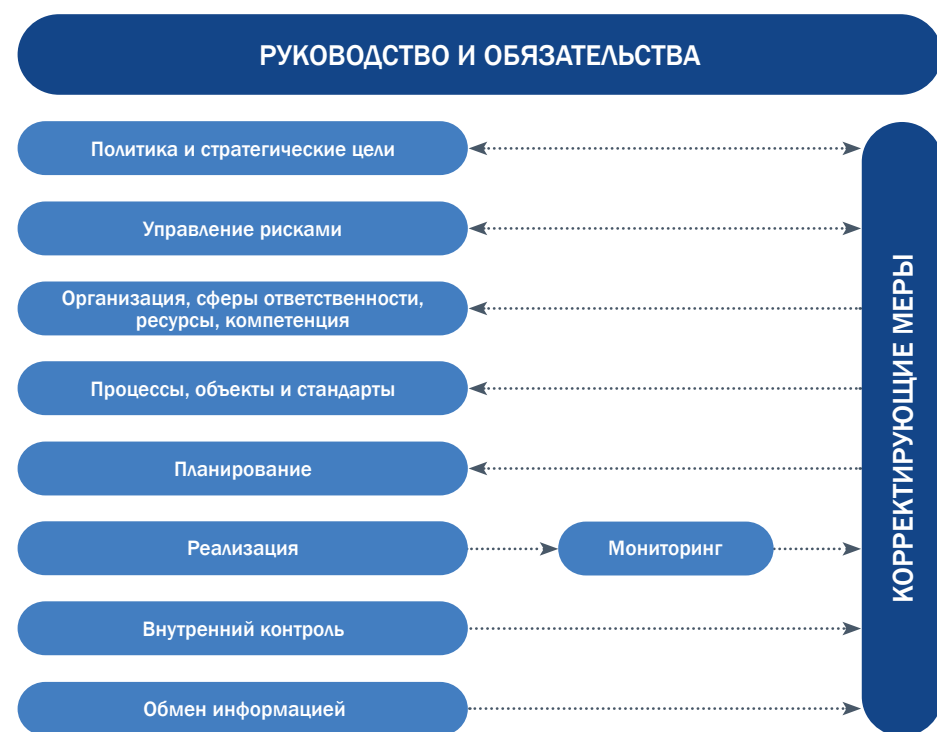 РУКОВОДСТВО И ОБЯЗАТЕЛЬСТВА
Политика и стратегические цели
Управление рисками
Организация, сферы ответственности,
ресурсы, компетенция
Процессы, объекты и стандарты
Планирование
Реализация
Мониторинг
Внутренний контроль
Обмен информацией
КОРРЕКТИРУЮЩИЕ МЕРЫ